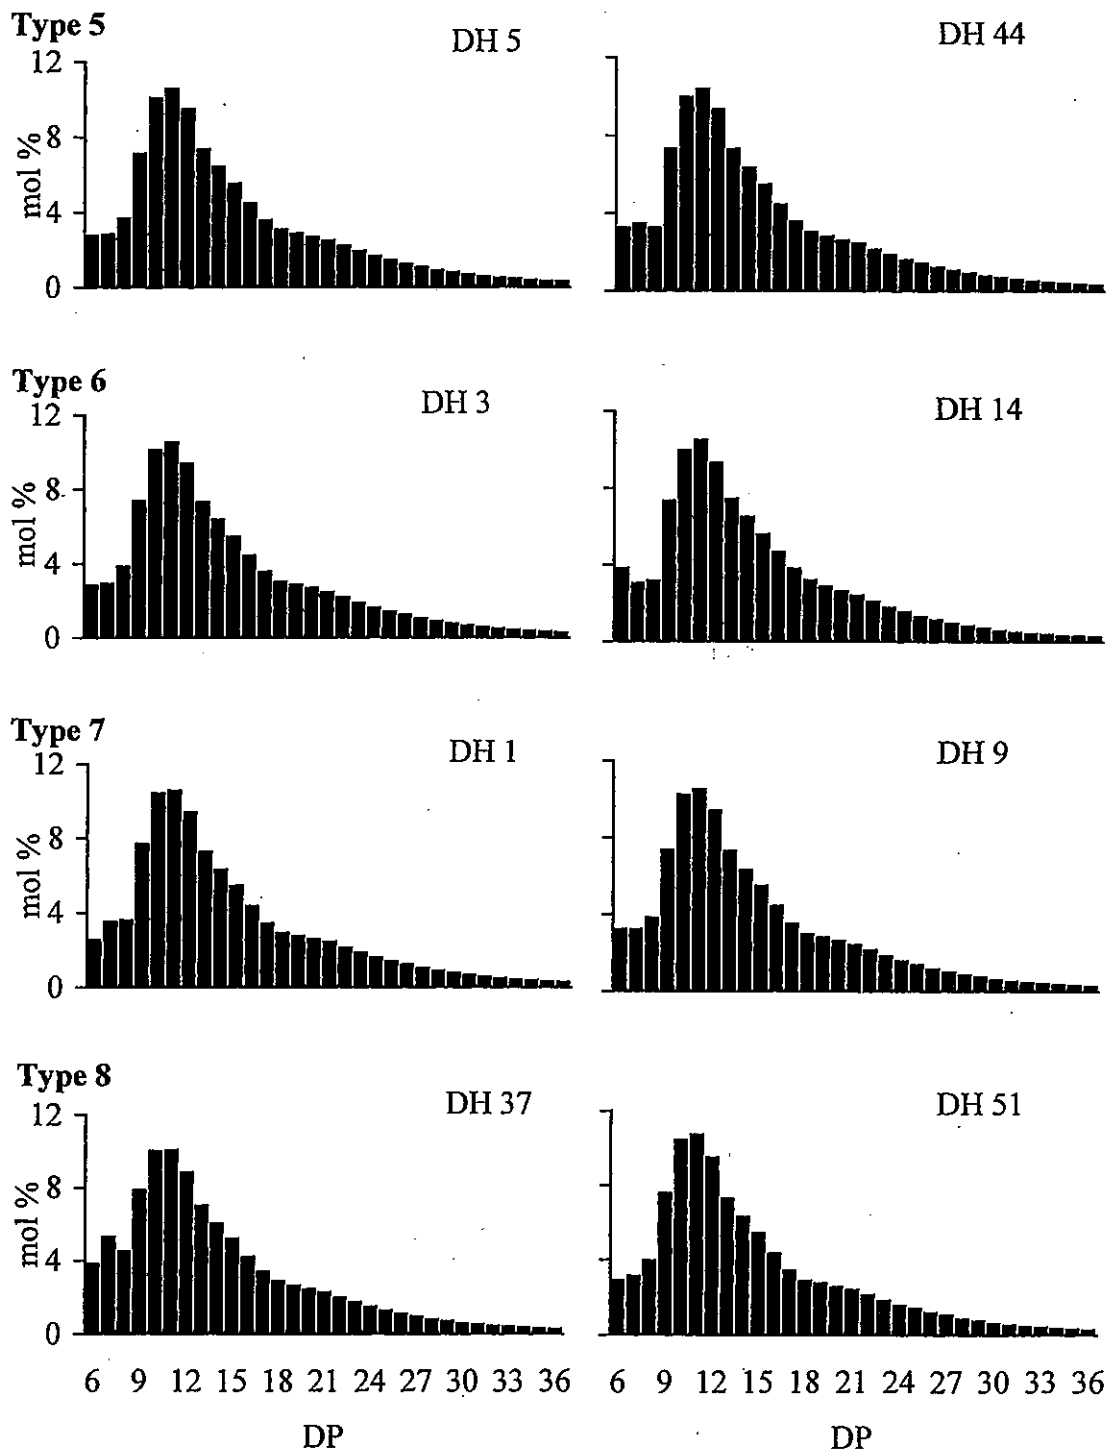 Type 5
DH 5
DH 44
12
8
4
0
mol %
Type 6
DH 3
DH 14
12
8
4
0
mol %
Type 7
DH 1
DH 9
12
8
4
0
mol %
Type 8
DH 37
DH 51
12
8
4
0
mol %
6 9 12 15 18 21 24 27 30 33 36
6 9 12 15 18 21 24 27 30 33 36
DP
DP